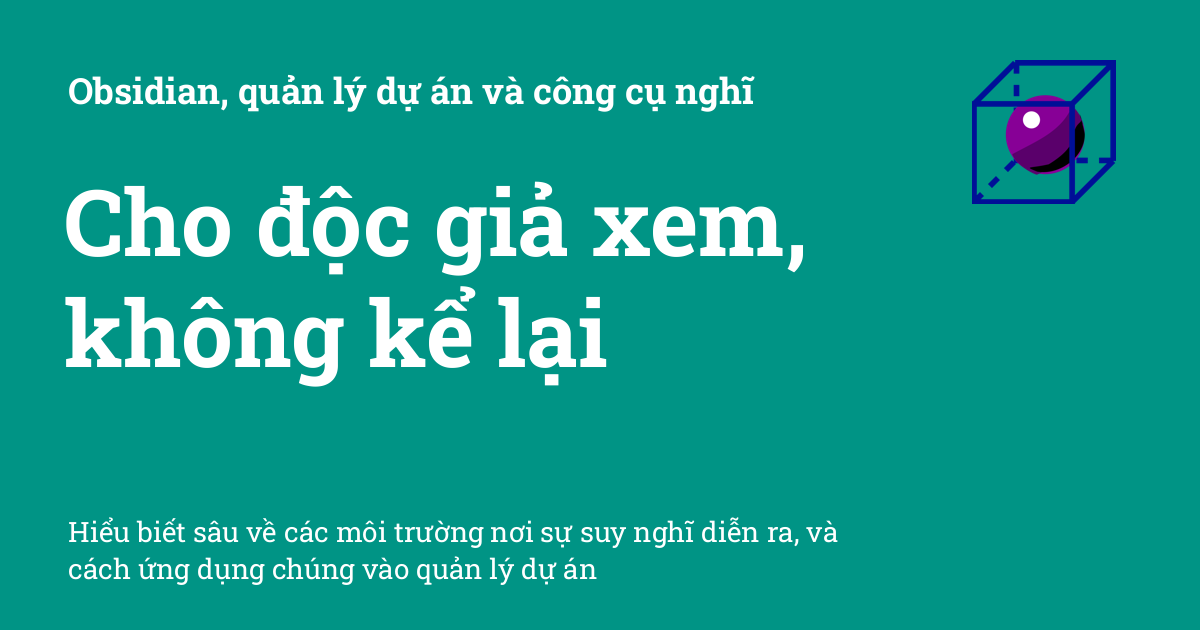 Obsidian, quản lý dự án và công cụ nghĩ
Cho độc giả xem,
không kể lại
Hiểu biết sâu về các môi trường nơi sự suy nghĩ diễn ra, và
cách ứng dụng chúng vào quản lý dự án